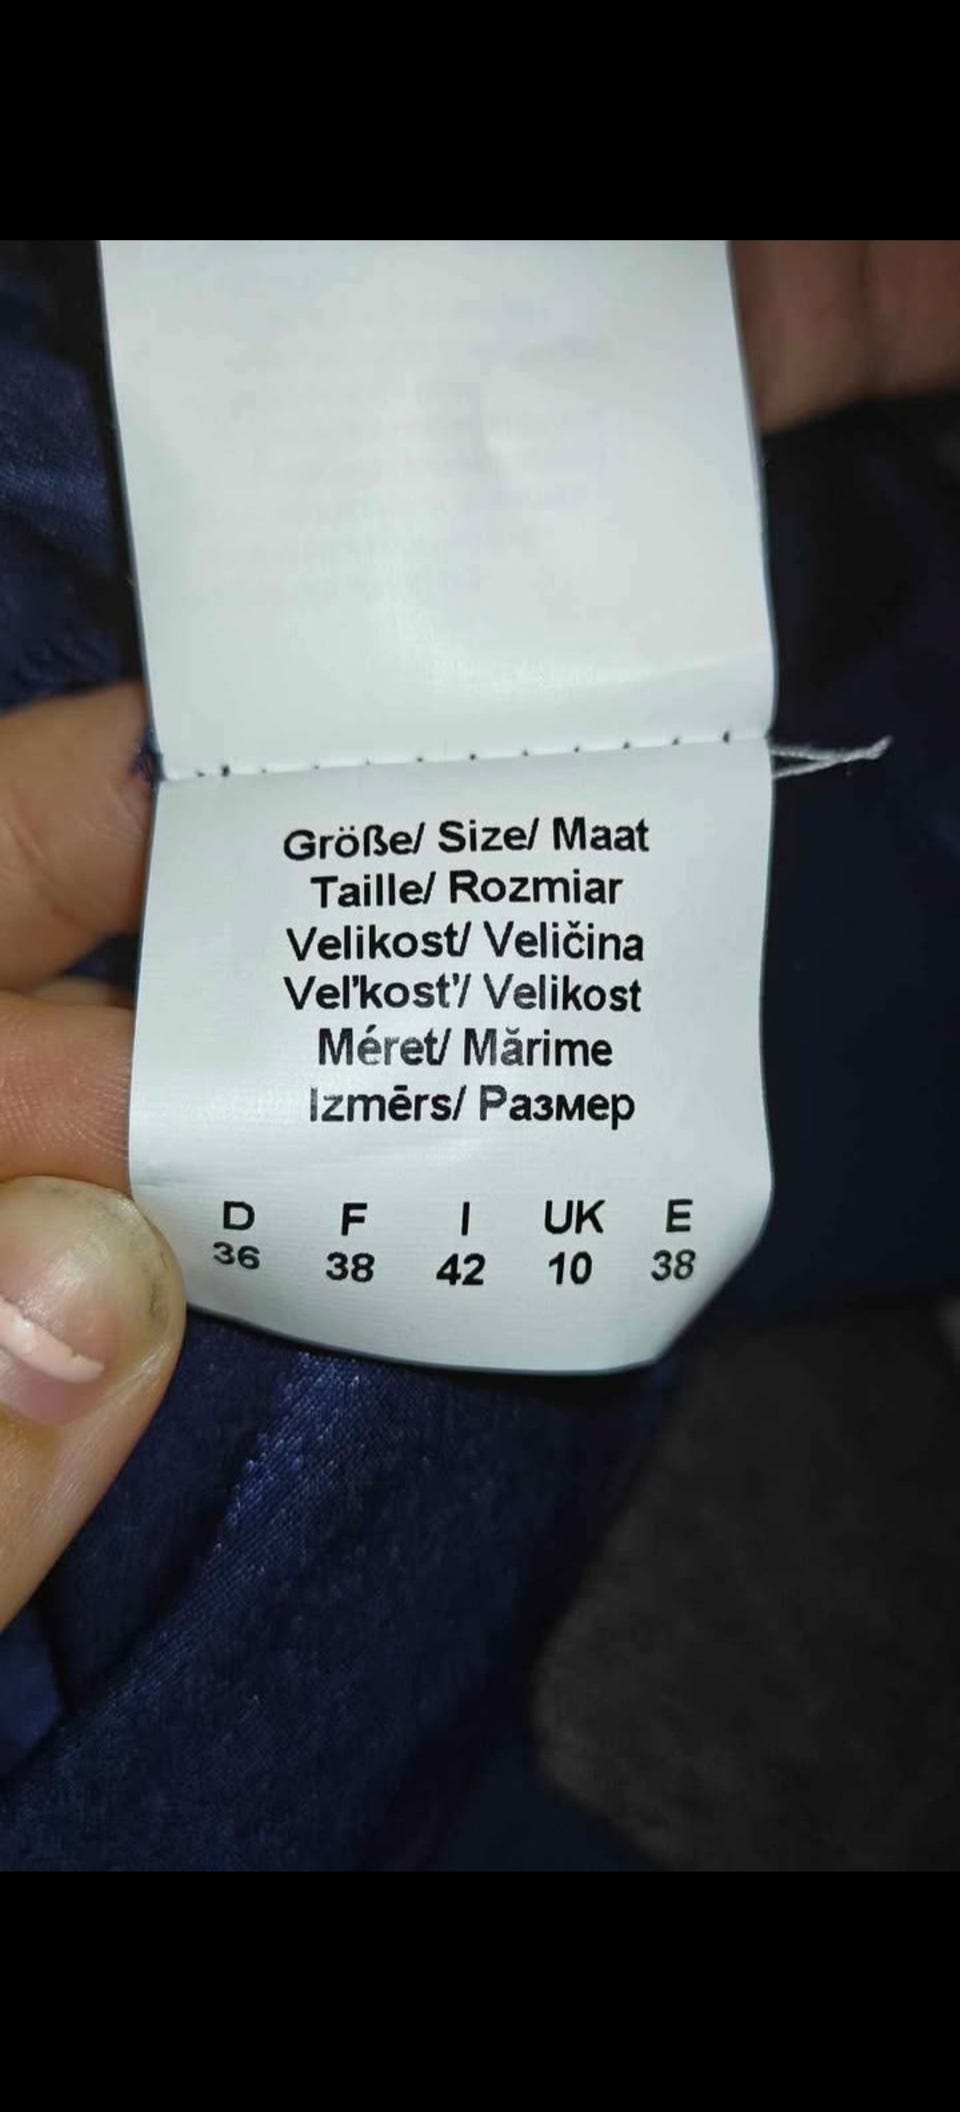 Größe/ Size/ Maat
Taille/ Rozmiar
Velikost/ Veličina
Veľkosť/ Velikost
Méret/ Mărime
Izmērs/ Размер
D F I UK E
36 38 42 10 38